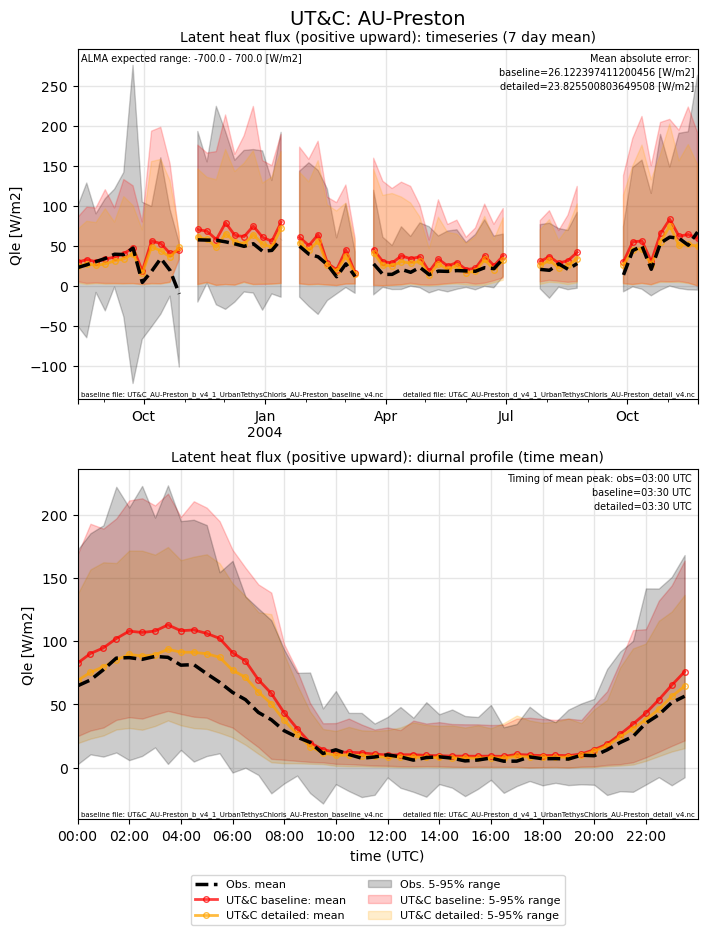 UT&C: AU-Preston
Latent heat flux (positive upward): timeseries (7 day mean)
ALMA expected range: -700.0 - 700.0 [W/m2]
Mean absolute error:
baseline=26.122397411200456 [W/m2]
detailed=23.825500803649508 [W/m2]
250
200
150
100
50
0
−50
−100
Qle [W/m2]
baseline file: UT&C_AU-Preston_b_v4_1_UrbanTethysChloris_AU-Preston_baseline_v4.nc
detailed file: UT&C_AU-Preston_d_v4_1_UrbanTethysChloris_AU-Preston_detail_v4.nc
Oct
Jan
2004
Apr
Jul
Oct
Latent heat flux (positive upward): diurnal profile (time mean)
Timing of mean peak: obs=03:00 UTC
baseline=03:30 UTC
detailed=03:30 UTC
200
150
100
50
0
Qle [W/m2]
baseline file: UT&C_AU-Preston_b_v4_1_UrbanTethysChloris_AU-Preston_baseline_v4.nc
detailed file: UT&C_AU-Preston_d_v4_1_UrbanTethysChloris_AU-Preston_detail_v4.nc
00:00 02:00 04:00 06:00 08:00 10:00 12:00 14:00 16:00 18:00 20:00 22:00
time (UTC)
Obs. mean
UT&C baseline: mean
UT&C detailed: mean
Obs. 5-95% range
UT&C baseline: 5-95% range
UT&C detailed: 5-95% range